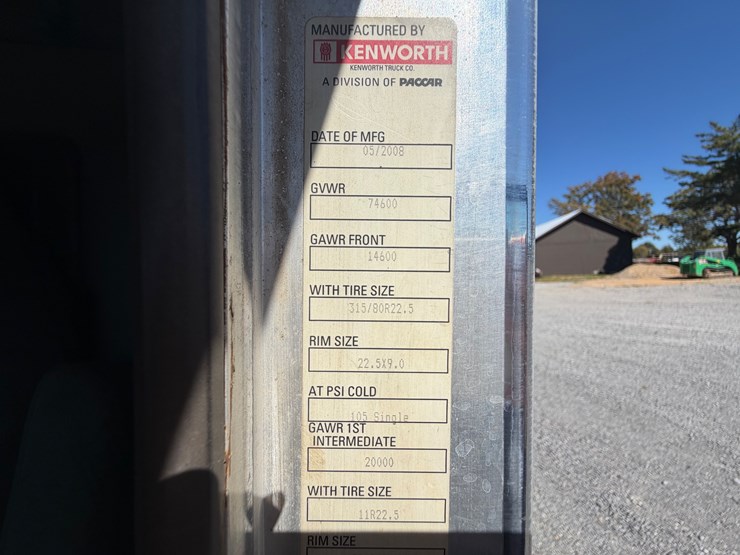 MANUFACTURED BY
KENWORTH
KENWORTH TRUCK CO.
A DIVISION OF PACCAR
DATE OF MFG
05/2008
GVWR
74600
GAWR FRONT
14600
WITH TIRE SIZE
315/80R22.5
RIM SIZE
22.5X9.0
AT PSI COLD
105 Single
GAWR 1ST
INTERMEDIATE
20000
WITH TIRE SIZE
11R22.5
RIM SIZE